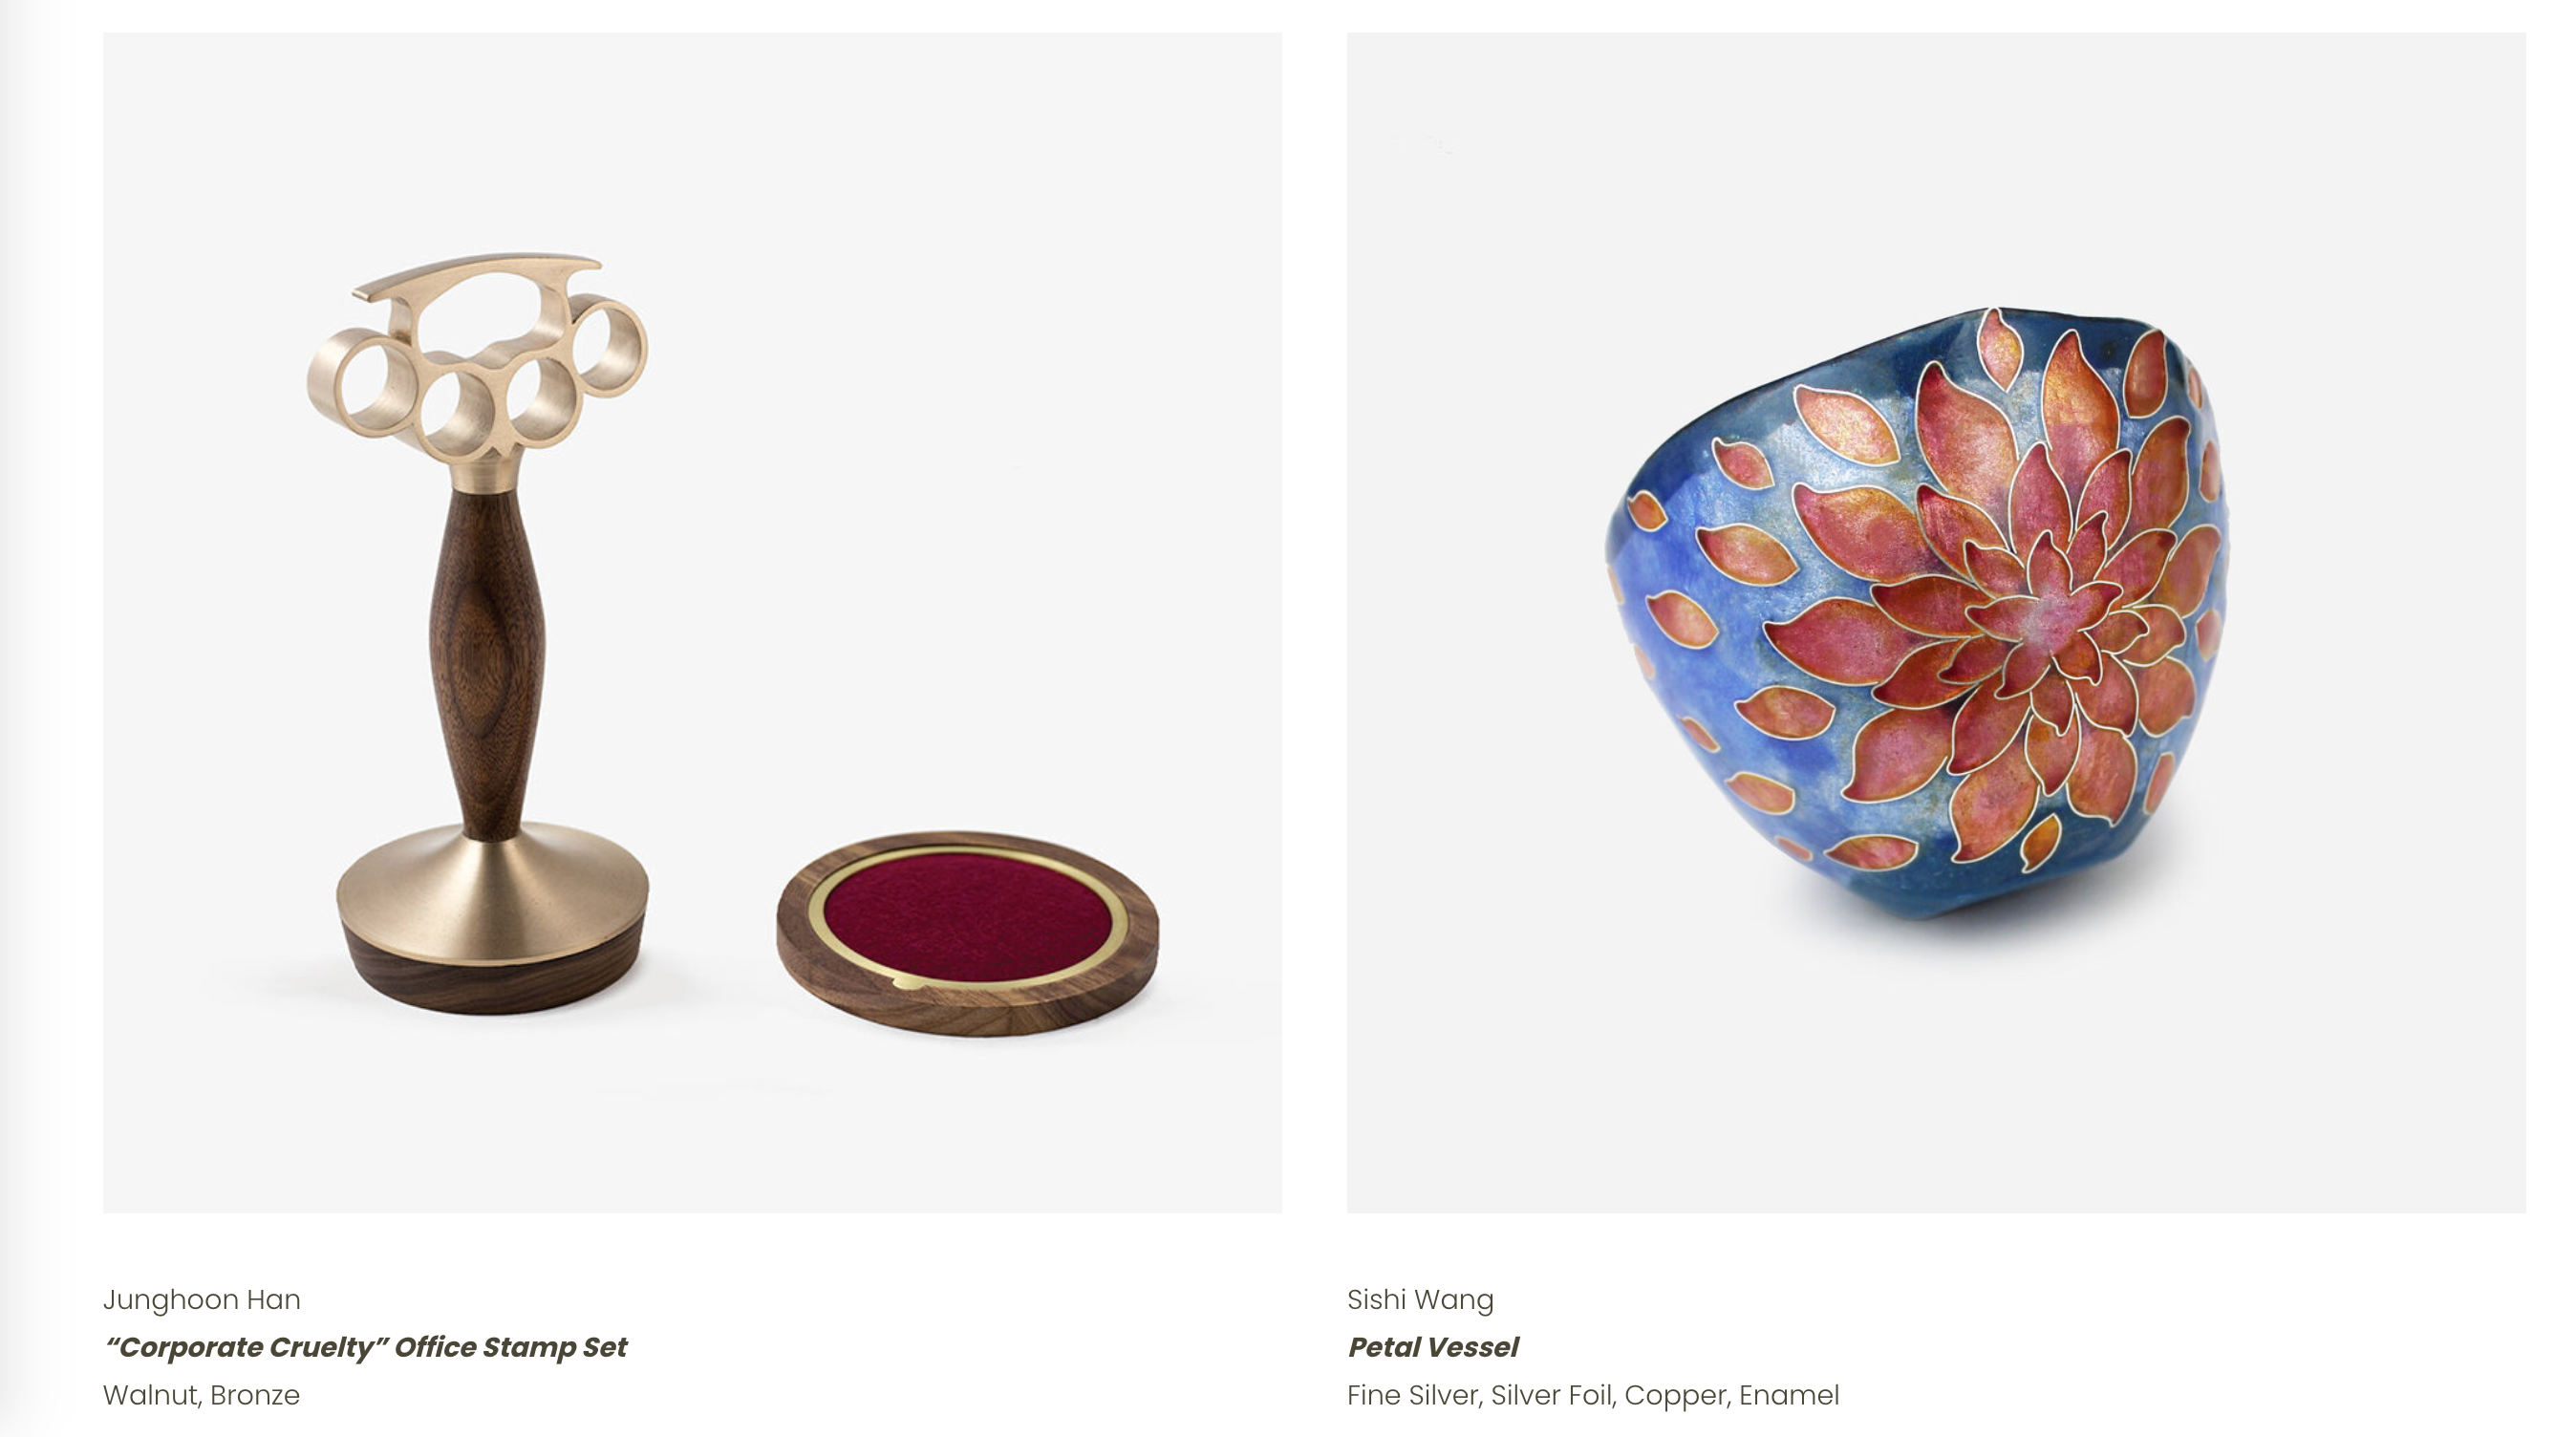 Junghoon Han
“Corporate Cruelty” Office Stamp Set
Walnut, Bronze
Sishi Wang
Petal Vessel
Fine Silver, Silver Foil, Copper, Enamel